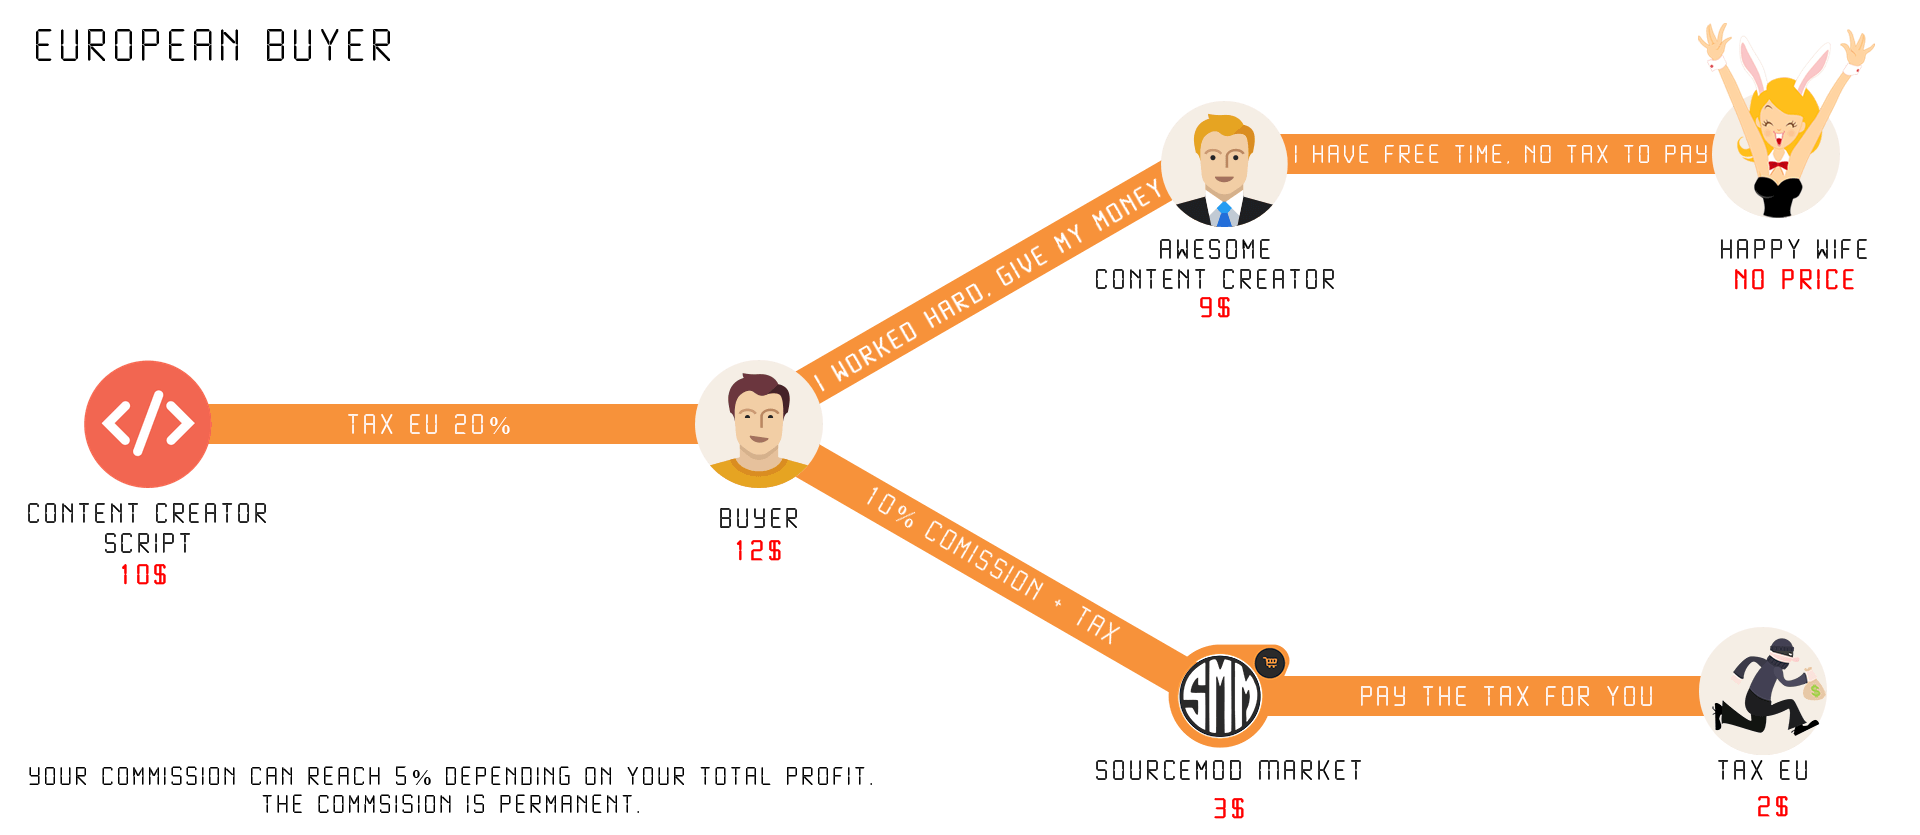 EUROPEAN BUYER
I HAVE FREE TIME. NO TAX TO PAY
I WORKED HARD. GIVE MY MONEY
AWESOME
CONTENT CREATOR
9$
HAPPY WIFE
NO PRICE
</>
TAX EU 20%
CONTENT CREATOR
SCRIPT
10$
BUYER
12$
10% COMISSION + TAX
SMM
PAY THE TAX FOR YOU
$
SOURCEMOD MARKET
3$
TAX EU
2$
YOUR COMMISSION CAN REACH 5% DEPENDING ON YOUR TOTAL PROFIT.
THE COMMSISION IS PERMANENT.